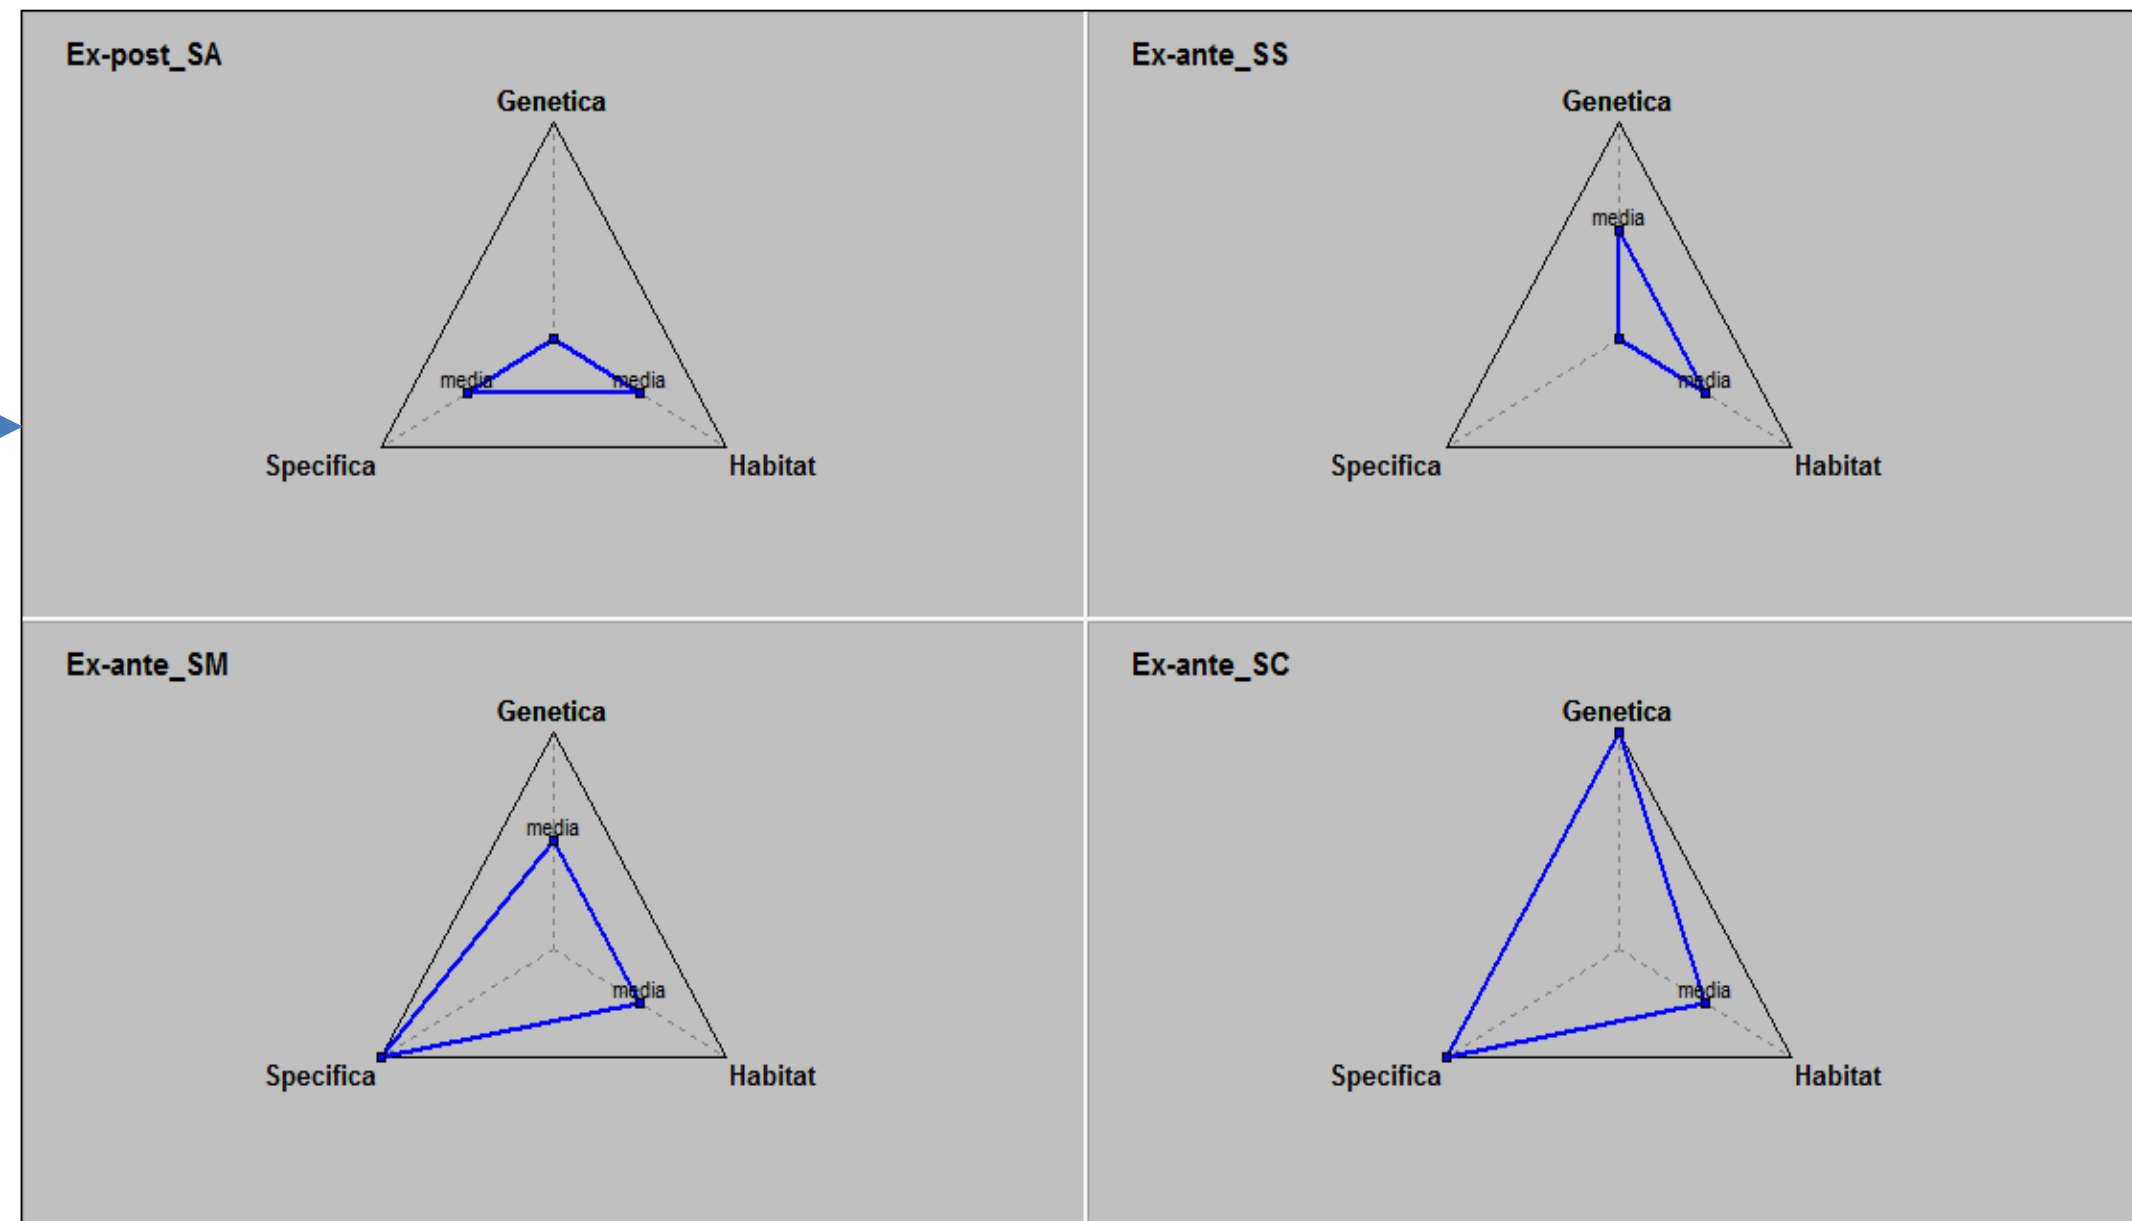 Ex-post_SA
Genetica
media
media
Specifica
Habitat
Ex-ante_SS
Genetica
media
media
Specifica
Habitat
Ex-ante_SM
Genetica
media
media
Specifica
Habitat
Ex-ante_SC
Genetica
media
Specifica
Habitat